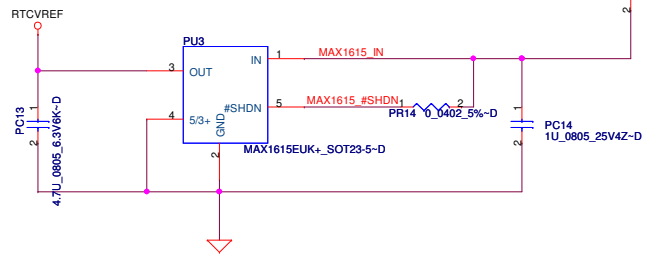 2
RTCVREF
PU3
MAX1615_IN
1
IN
3
OUT
MAX1615_#SHDN
5
#SHDN
1
2
PR14 0_0402_5%~D
4
5/3+
GND
2
MAX1615EUK+_SOT23-5~D
1
PC13
2
4.7U_0805_6.3V6K~D
1
PC14
1U_0805_25V4Z~D
2